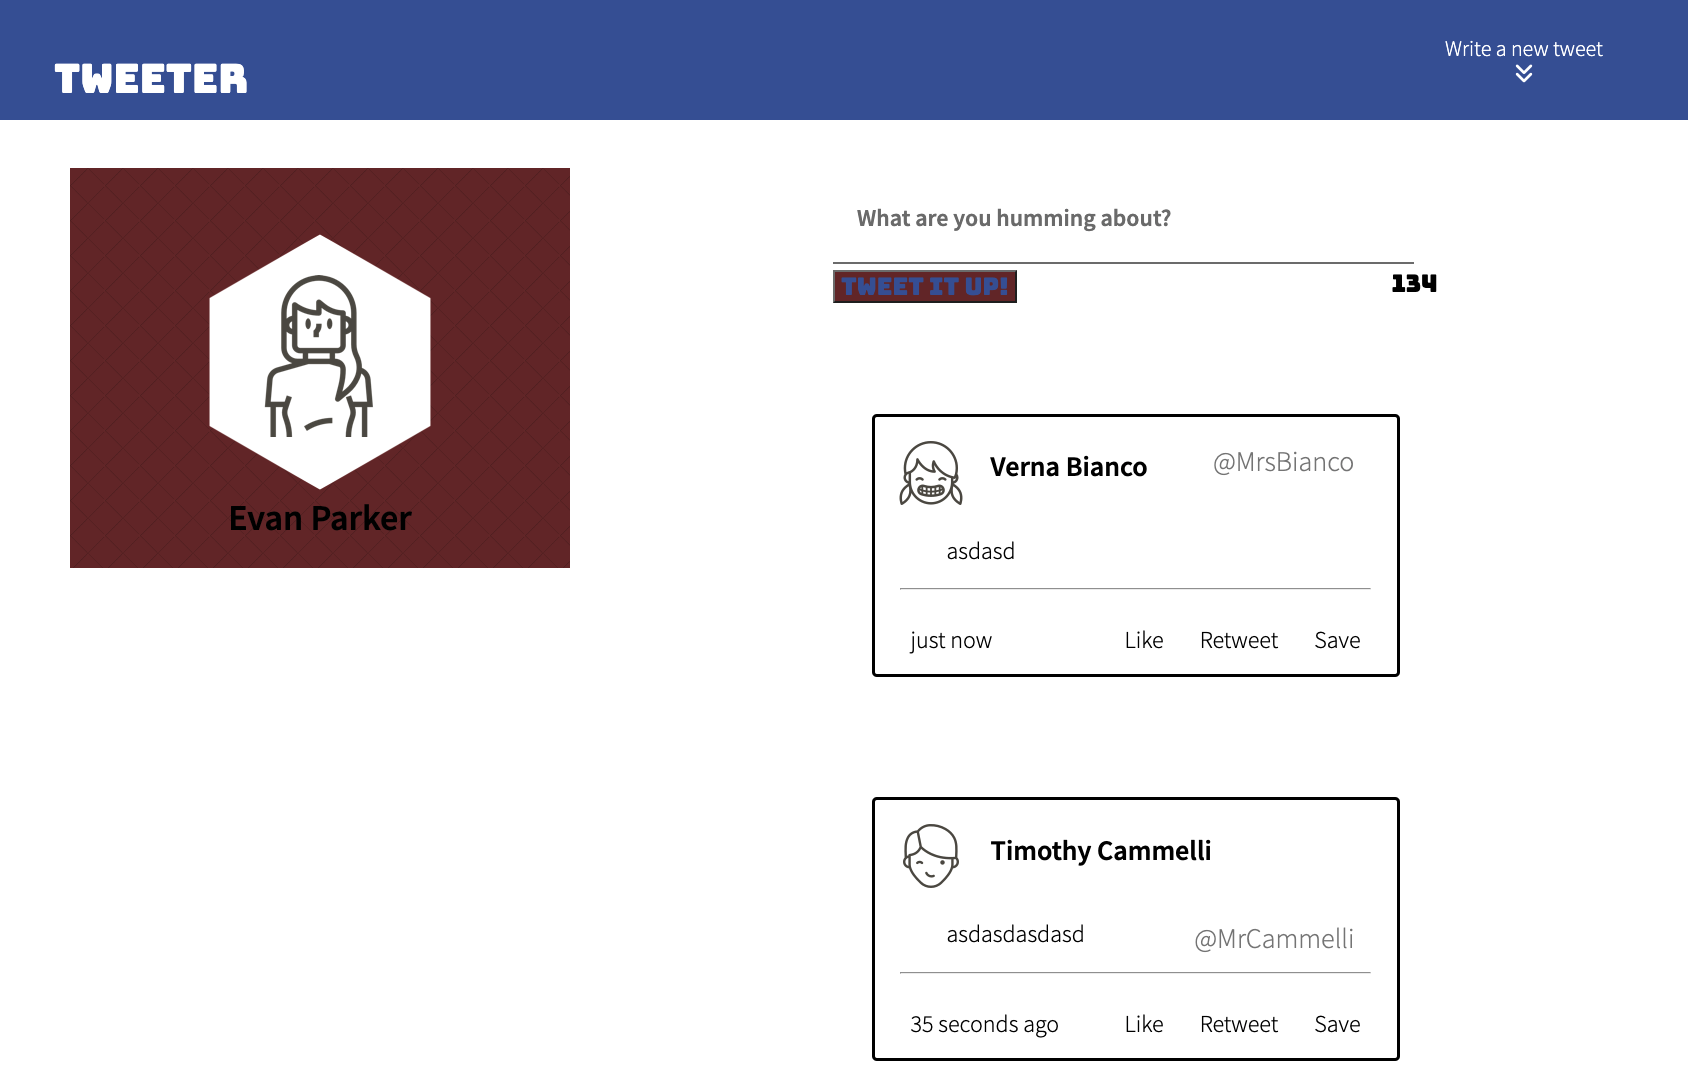 TWEETER
Write a new tweet
Evan Parker
What are you humming about?
TWEET IT UP!
134
Verna Bianco
@MrsBianco
asdasd
just now
Like
Retweet
Save
Timothy Cammelli
asdasdasdasd
@MrCammelli
35 seconds ago
Like
Retweet
Save